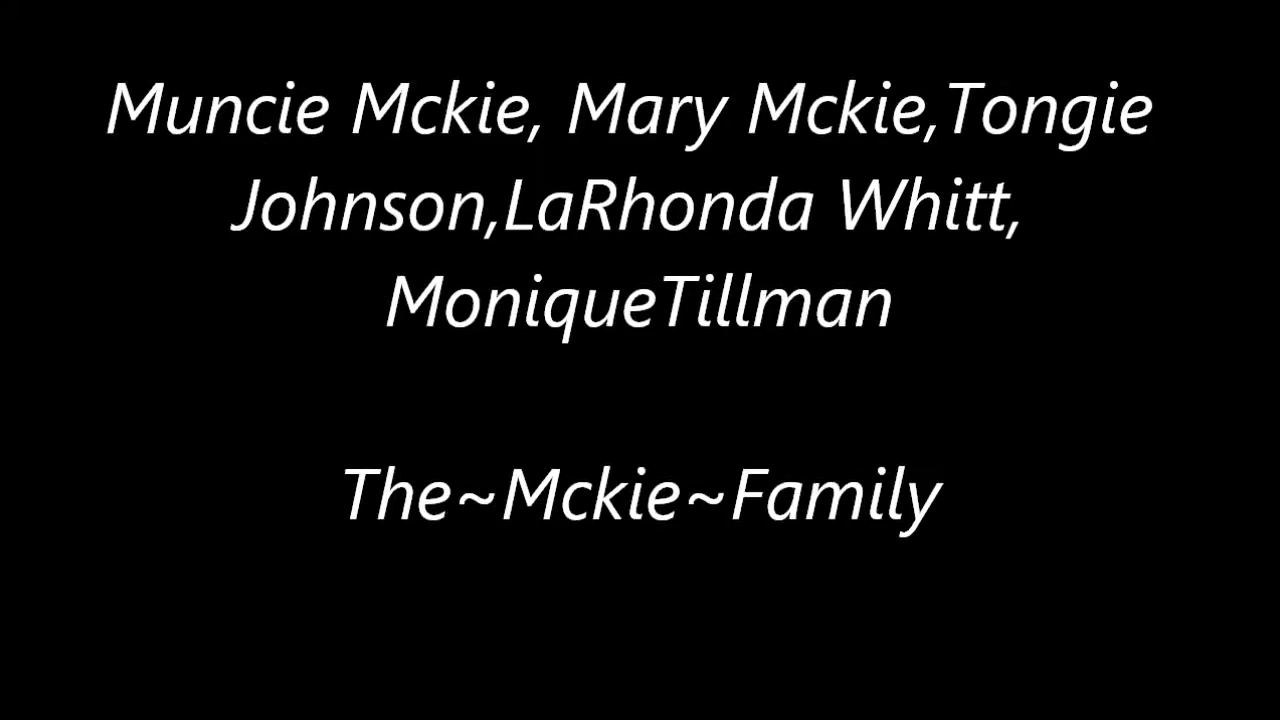 Muncie Mckie, Mary Mckie,Tongie
Johnson,LaRhonda Whitt,
MoniqueTillman
The~Mckie~Family